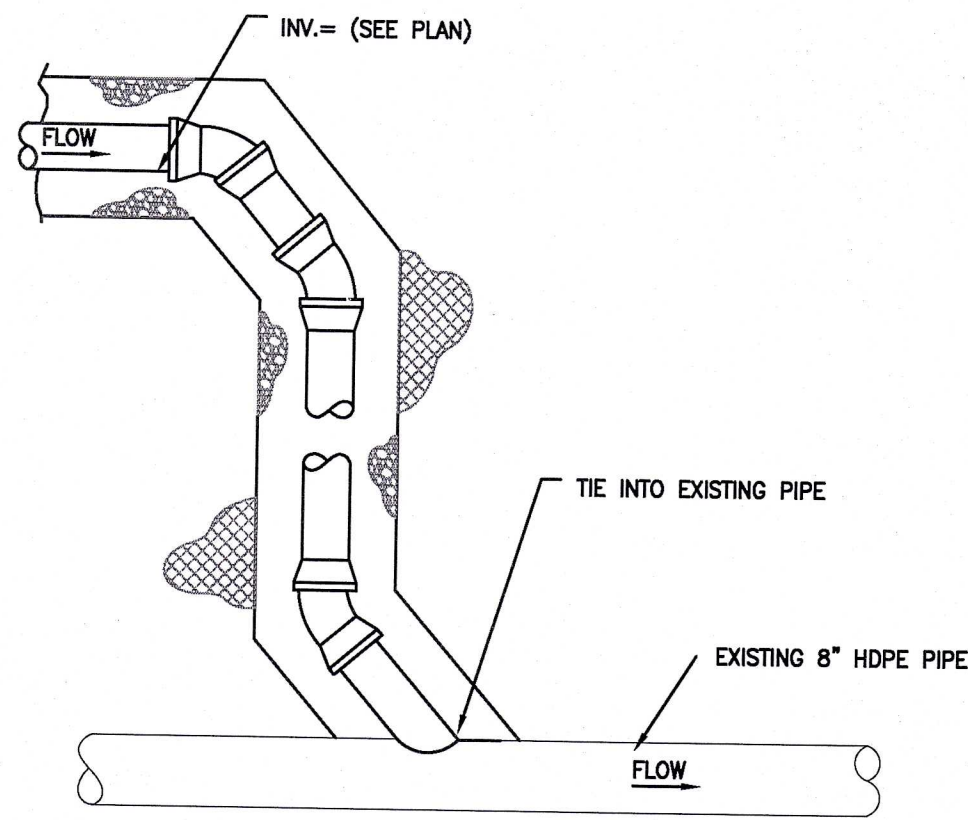 INV.= (SEE PLAN)
FLOW
TIE INTO EXISTING PIPE
EXISTING 8" HDPE PIPE
FLOW